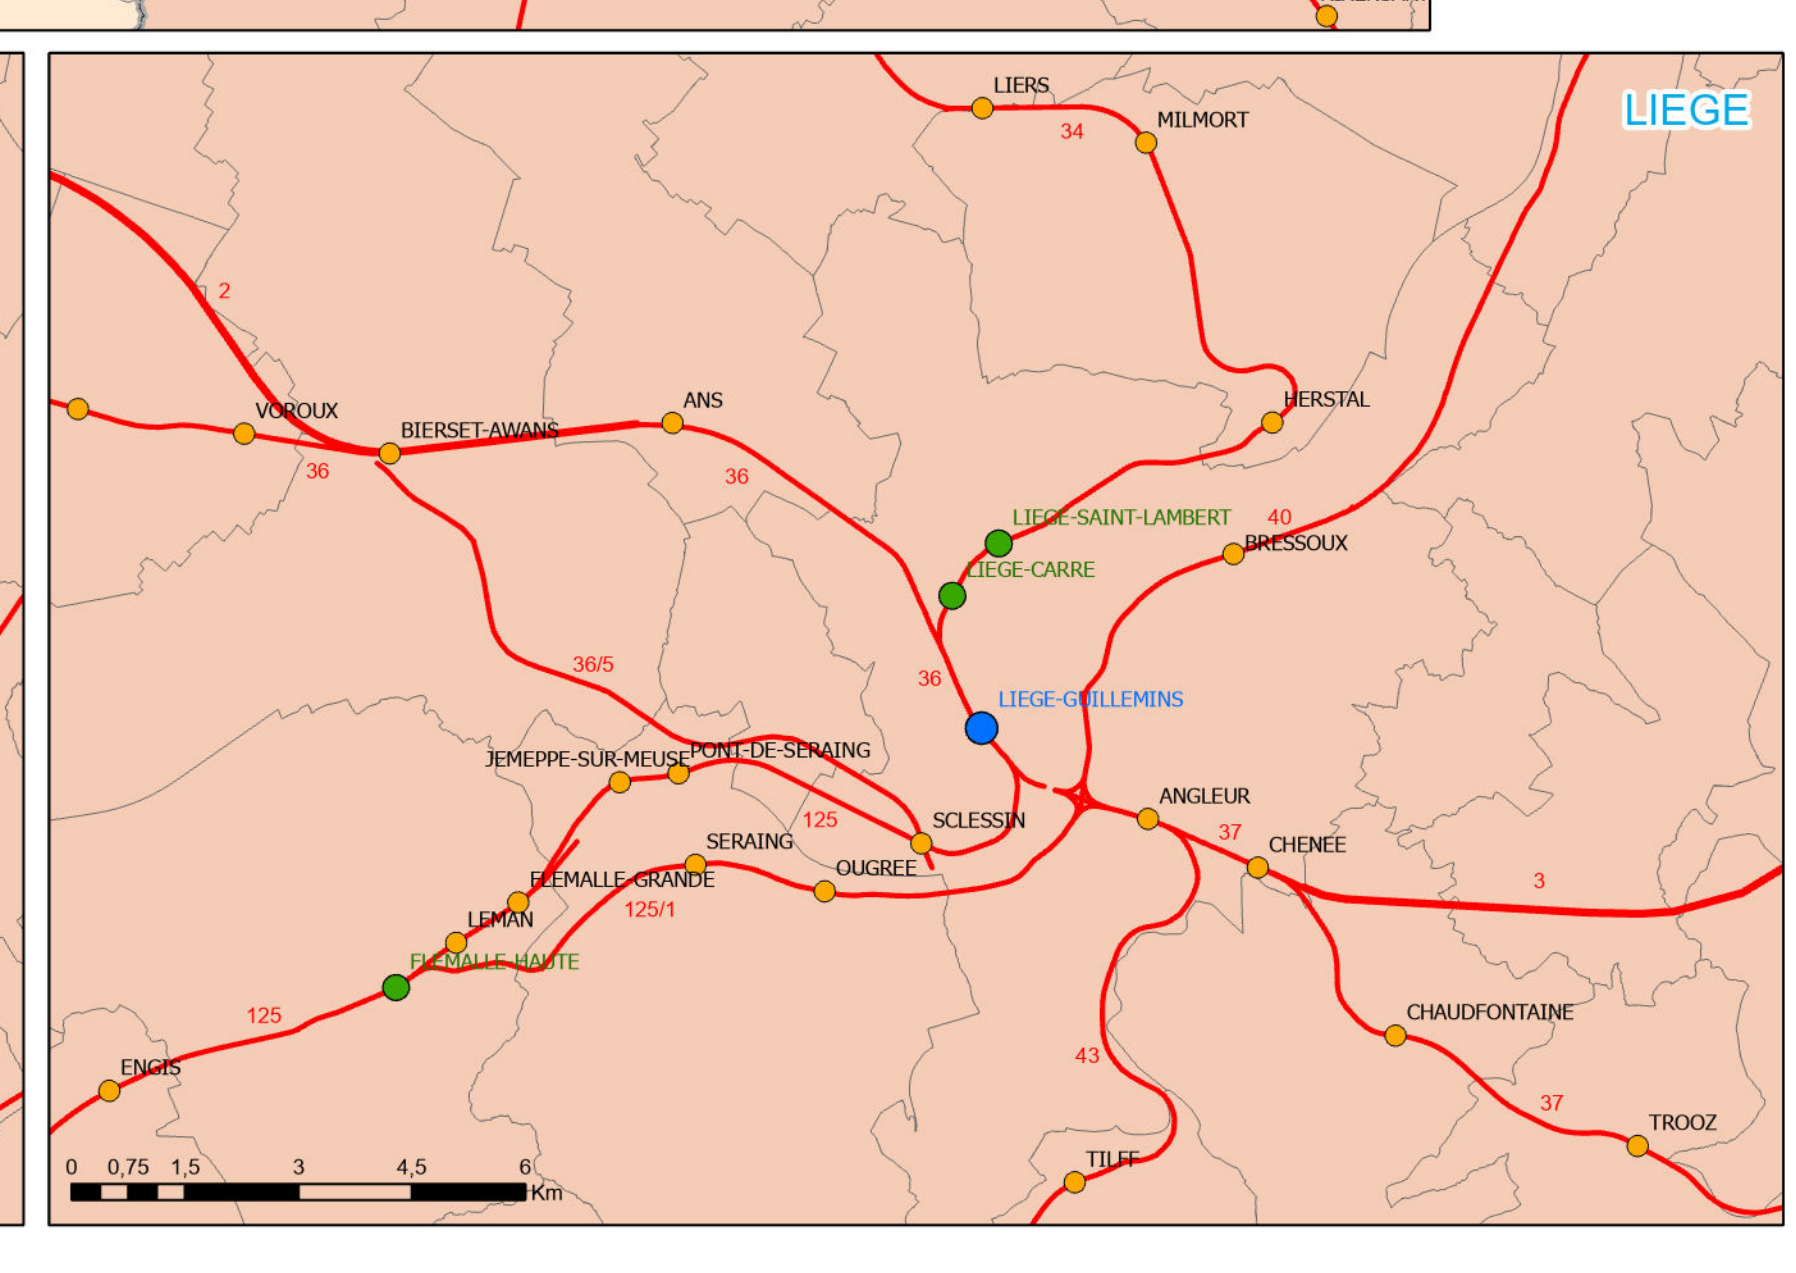 LIERS
LIEGE
34
MILMORT
2
ANS
HERSTAL
VOROUX
BIERSET-AWANS
36
36
LIEGE-SAINT-LAMBERT
40
BRESSOUX
LIEGE-CARRE
36/5
36
LIEGE-GUILLEMINS
PONT-DE-SERAING
JEMEPPE-SUR-MEUSE
ANGLEUR
125
SCLESSIN
37
SERAING
CHENEE
OUGREE
FLEMALLE-GRANDE
3
125/1
LEMAN
FLEMALLE-HAUTE
125
CHAUDFONTAINE
43
ENGIS
37
TROOZ
TILFF
0 0,75 1,5 3 4,5 6
Km